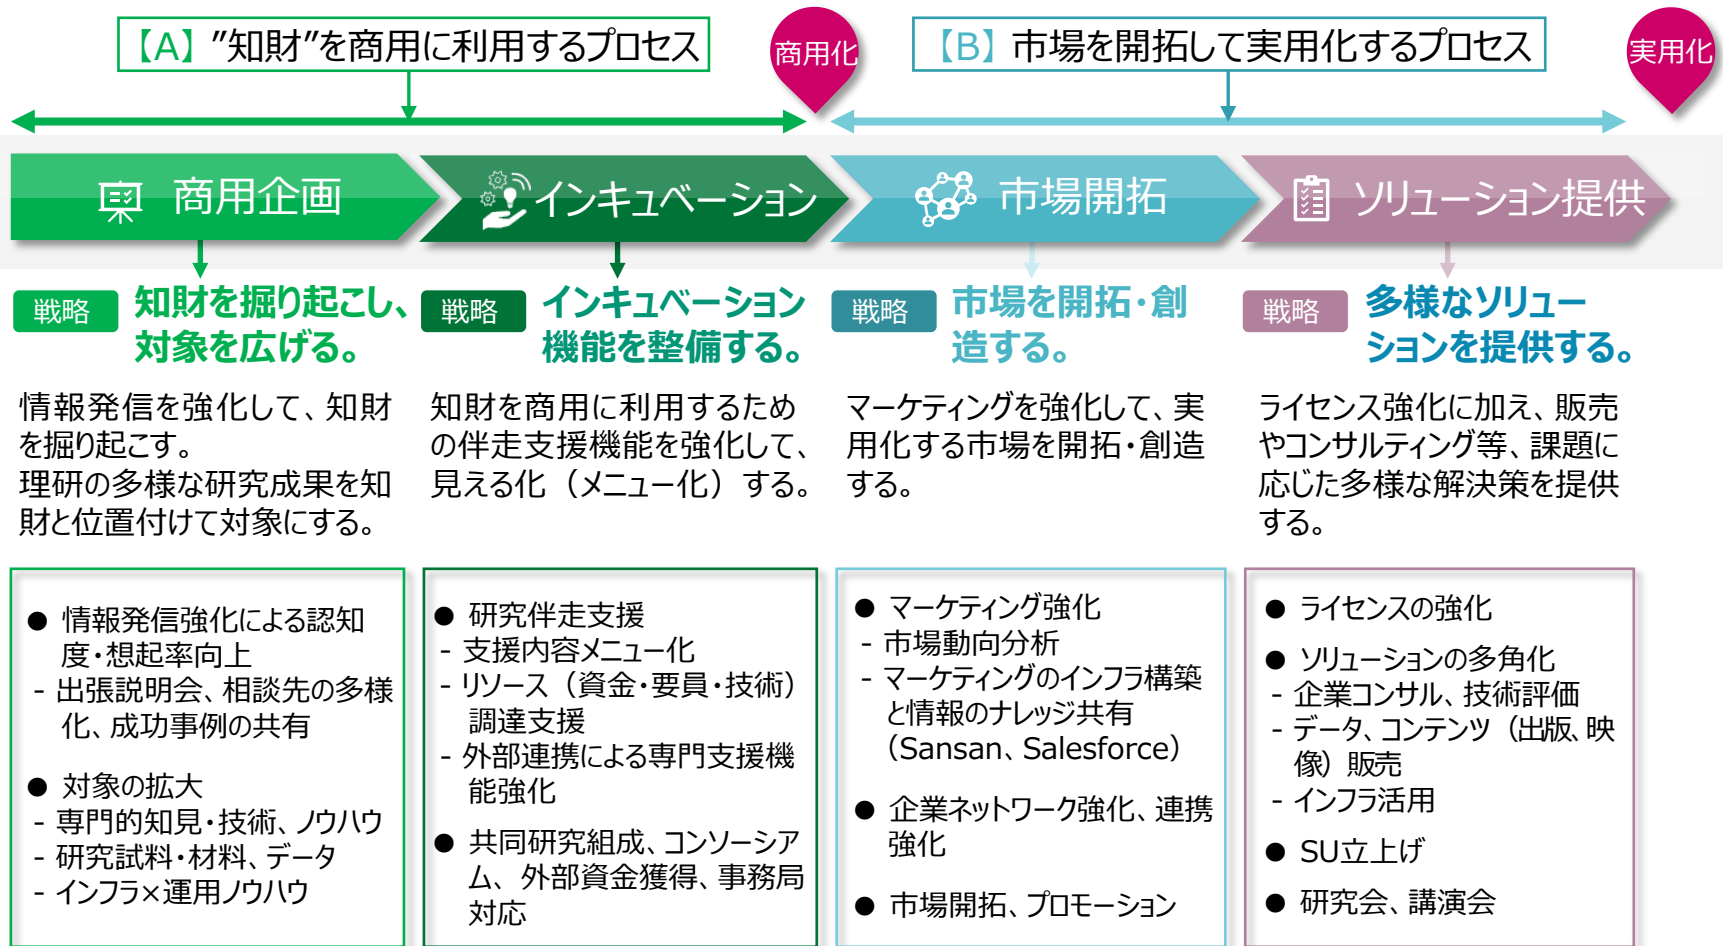 【A】”知財”を商用に利用するプロセス
商用化
【B】市場を開拓して実用化するプロセス
実用化
商用企画
インキュベーション
市場開拓
ソリューション提供
戦略
知財を掘り起こし、
対象を広げる。
戦略
インキュベーション
機能を整備する。
戦略
市場を開拓・創
造する。
戦略
多様なソリュー
ションを提供する。
情報発信を強化して、知財
を掘り起こす。
理研の多様な研究成果を知
財と位置付けて対象にする。
知財を商用に利用するため
の伴走支援機能を強化して、
見える化（メニュー化）する。
マーケティングを強化して、実
用化する市場を開拓・創造
する。
ライセンス強化に加え、販売
やコンサルティング等、課題に
応じた多様な解決策を提供
する。
● 情報発信強化による認知
度・想起率向上
- 出張説明会、相談先の多様
化、成功事例の共有
● 対象の拡大
- 専門的知見・技術、ノウハウ
- 研究試料・材料、データ
- インフラ×運用ノウハウ
● 研究伴走支援
- 支援内容メニュー化
- リソース（資金・要員・技術）
調達支援
- 外部連携による専門支援機
能強化
● 共同研究組成、コンソーシア
ム、外部資金獲得、事務局
対応
● マーケティング強化
- 市場動向分析
- マーケティングのインフラ構築
と情報のナレッジ共有
（Sansan、Salesforce）
● 企業ネットワーク強化、連携
強化
● 市場開拓、プロモーション
● ライセンスの強化
● ソリューションの多角化
- 企業コンサル、技術評価
- データ、コンテンツ（出版、映
像）販売
- インフラ活用
● SU立上げ
● 研究会、講演会